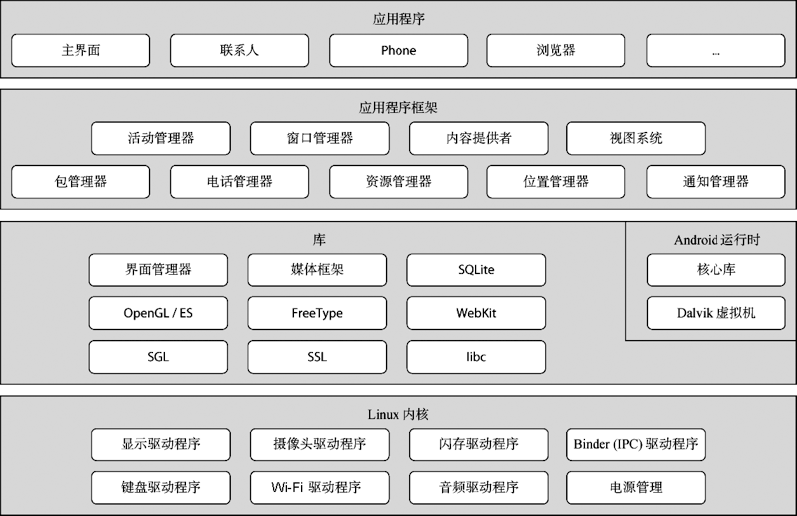 应用程序
主界面 联系人 Phone 浏览器 ...
应用程序框架
活动管理器 窗口管理器 内容提供者 视图系统
包管理器 电话管理器 资源管理器 位置管理器 通知管理器
库 Android 运行时
界面管理器 媒体框架 SQLite 核心库
OpenGL / ES FreeType WebKit Dalvik 虚拟机
SGL SSL libc
Linux 内核
显示驱动程序 摄像头驱动程序 闪存驱动程序 Binder (IPC) 驱动程序
键盘驱动程序 Wi-Fi 驱动程序 音频驱动程序 电源管理